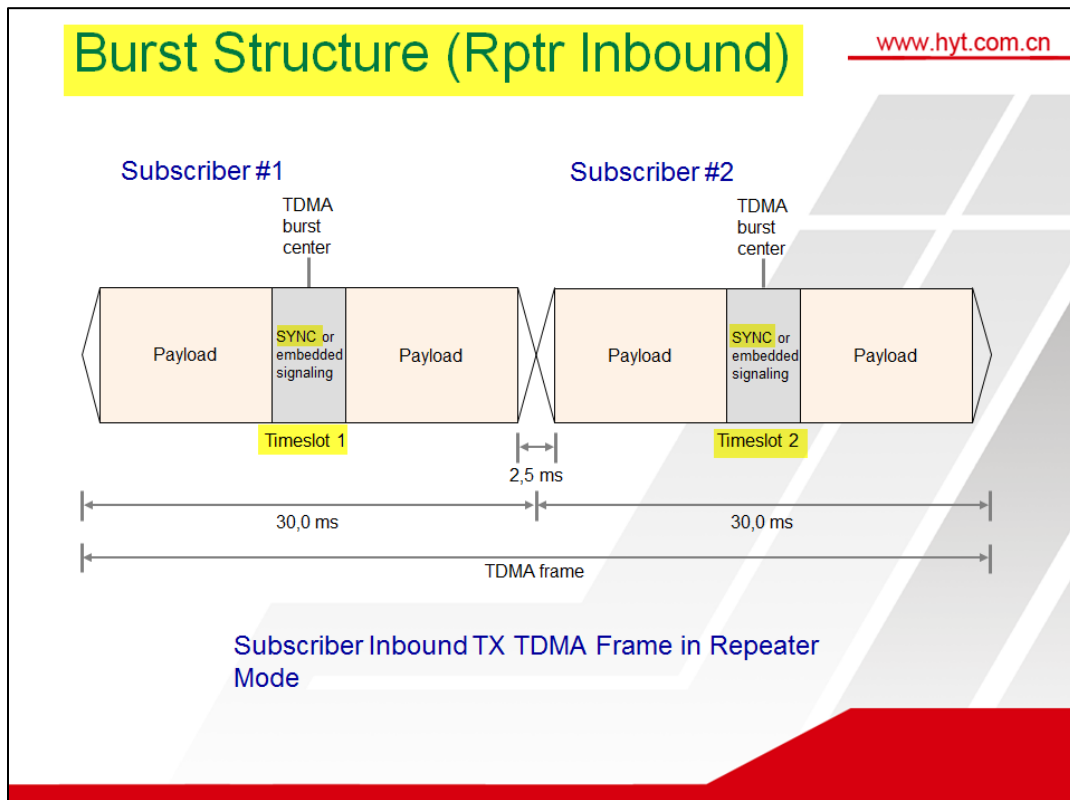 Burst Structure (Rptr Inbound)
www.hyt.com.cn
Subscriber #1
Subscriber #2
TDMA
burst
center
TDMA
burst
center
Payload
SYNC or
embedded
signaling
Payload
Payload
SYNC or
embedded
signaling
Payload
Timeslot 1
Timeslot 2
2,5 ms
30,0 ms
30,0 ms
TDMA frame
Subscriber Inbound TX TDMA Frame in Repeater
Mode